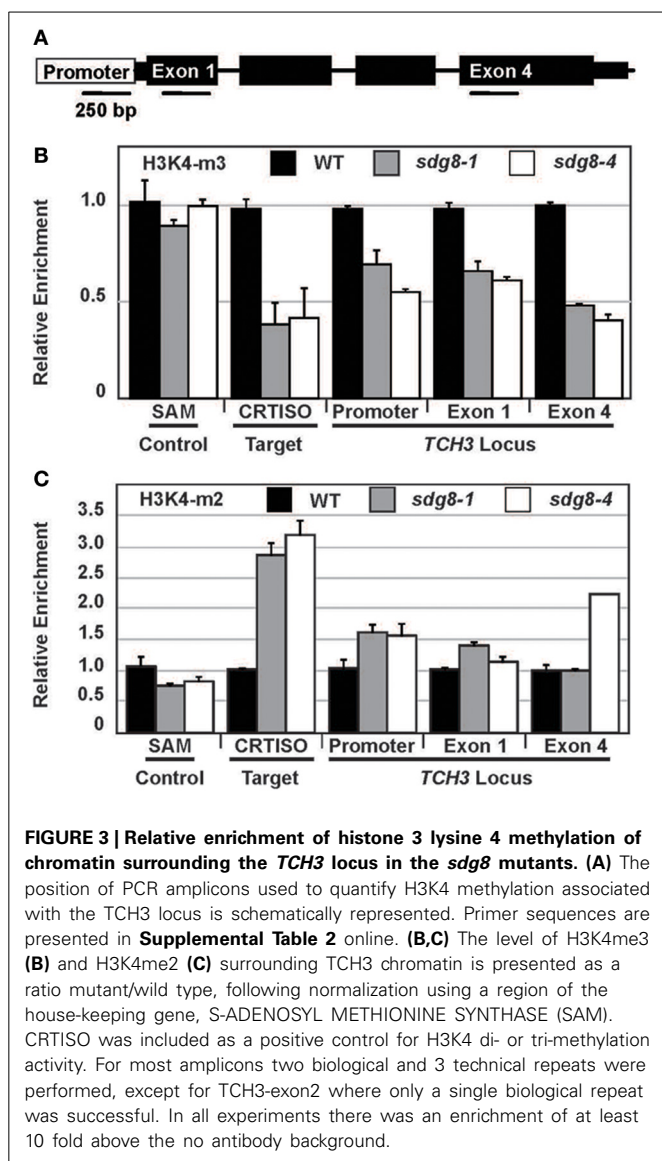 A
Promoter Exon 1 Exon 4
250 bp
B
H3K4-m3 WT sdg8-1 sdg8-4
Relative Enrichment
1.0
0.5
0
SAM CRTISO Promoter Exon 1 Exon 4
Control Target TCH3 Locus
C
H3K4-m2 WT sdg8-1 sdg8-4
Relative Enrichment
3.5
3.0
2.5
2.0
1.5
1.0
0.5
0
SAM CRTISO Promoter Exon 1 Exon 4
Control Target TCH3 Locus
FIGURE 3 | Relative enrichment of histone 3 lysine 4 methylation of
chromatin surrounding the TCH3 locus in the sdg8 mutants. (A) The
position of PCR amplicons used to quantify H3K4 methylation associated
with the TCH3 locus is schematically represented. Primer sequences are
presented in Supplemental Table 2 online. (B,C) The level of H3K4me3
(B) and H3K4me2 (C) surrounding TCH3 chromatin is presented as a
ratio mutant/wild type, following normalization using a region of the
house-keeping gene, S-ADENOSYL METHIONINE SYNTHASE (SAM).
CRTISO was included as a positive control for H3K4 di- or tri-methylation
activity. For most amplicons two biological and 3 technical repeats were
performed, except for TCH3-exon2 where only a single biological repeat
was successful. In all experiments there was an enrichment of at least
10 fold above the no antibody background.